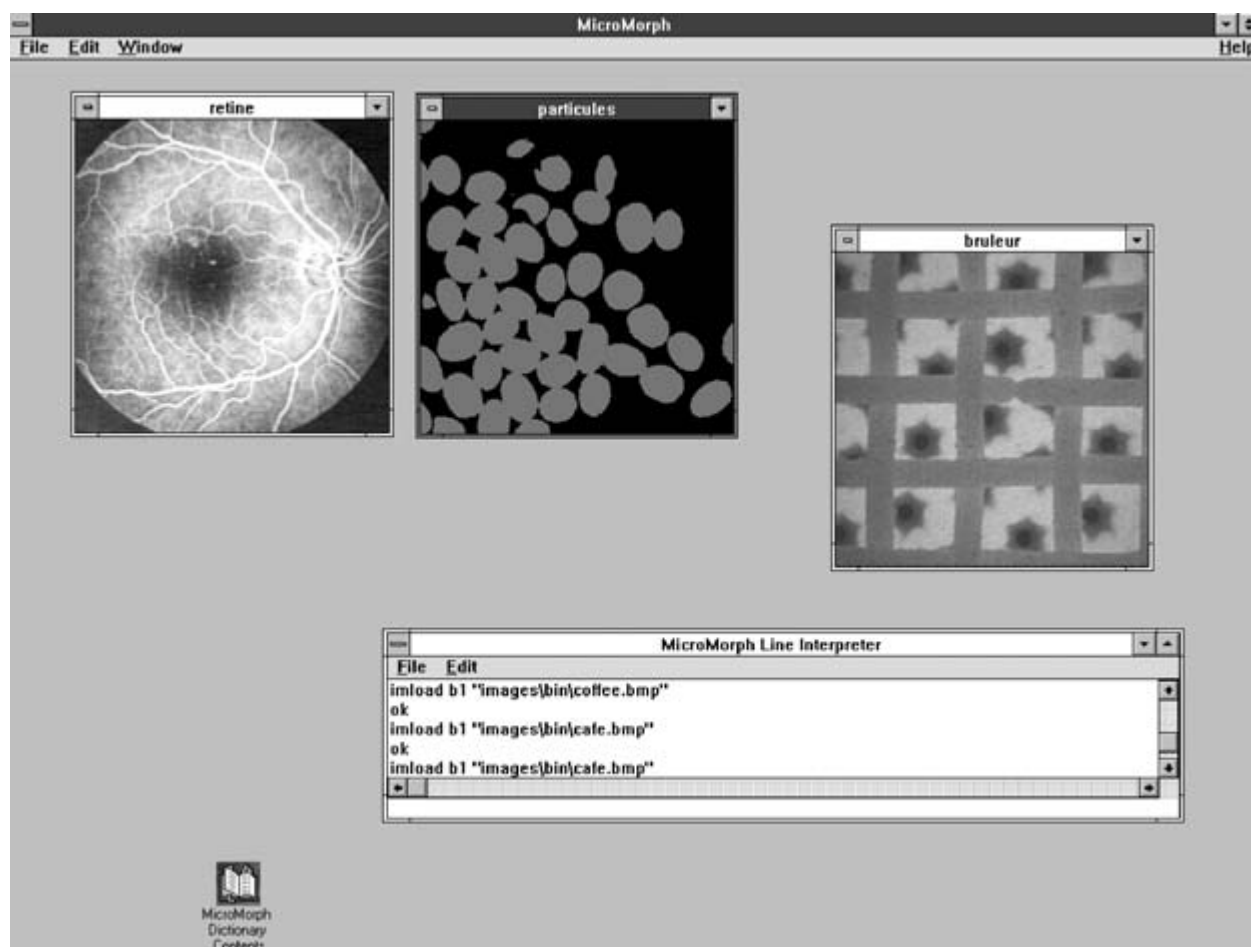 MicroMorph
File Edit Window Help
retine
particules
bruleur
MicroMorph Line Interpreter
File Edit
imload b1 "images\bin\coffee.bmp"
ok
imload b1 "images\bin\cafe.bmp"
ok
imload b1 "images\bin\cafe.bmp"
MicroMorph
Dictionary
Contents